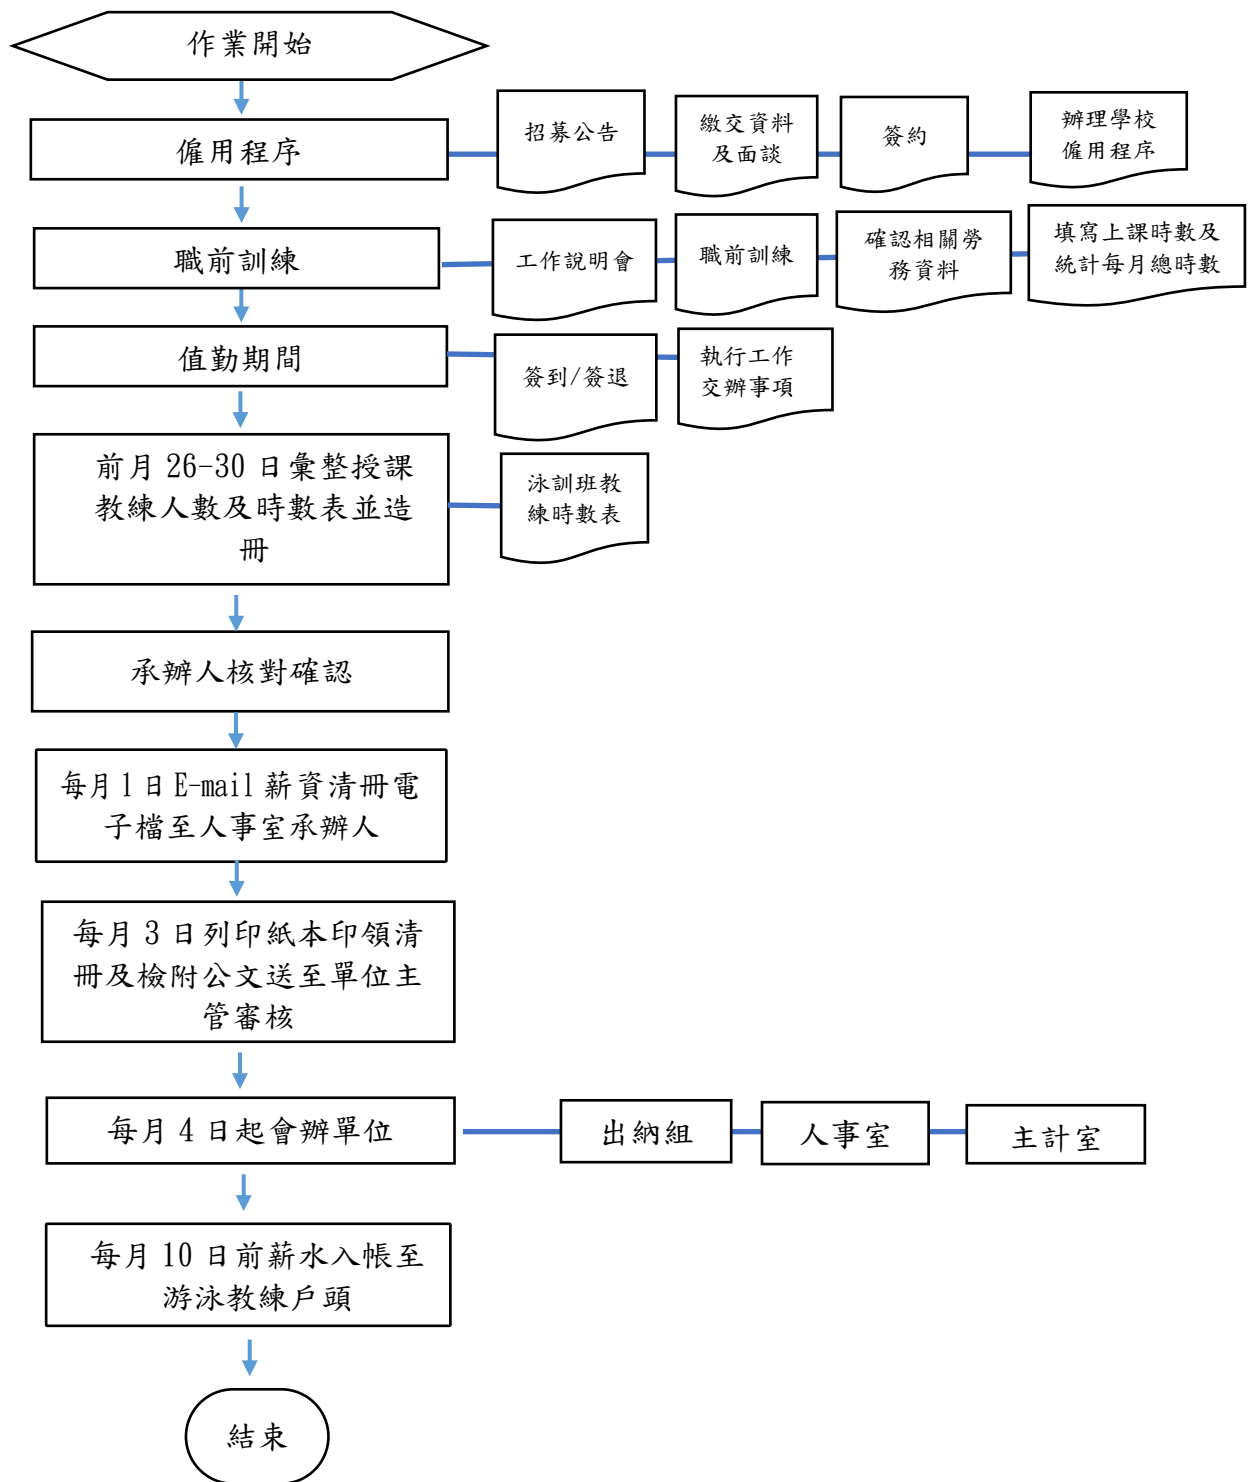 作業開始
僱用程序
招募公告
繳交資料
及面談
簽約
辦理學校
僱用程序
職前訓練
工作說明會
職前訓練
確認相關勞
務資料
填寫上課時數及
統計每月總時數
值勤期間
簽到/簽退
執行工作
交辦事項
前月 26-30 日彙整授課
教練人數及時數表並造
冊
泳訓班教
練時數表
承辦人核對確認
每月 1 日 E-mail 薪資清冊電
子檔至人事室承辦人
每月 3 日列印紙本印領清
冊及檢附公文送至單位主
管審核
每月 4 日起會辦單位
出納組
人事室
主計室
每月 10 日前薪水入帳至
游泳教練戶頭
結束